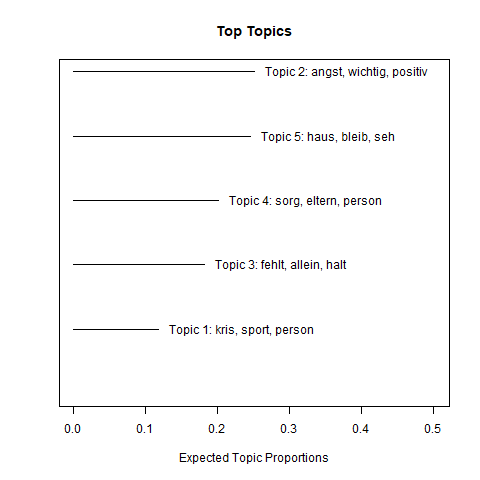 Top Topics
Topic 2: angst, wichtig, positiv
Topic 5: haus, bleib, seh
Topic 4: sorg, eltern, person
Topic 3: fehlt, allein, halt
Topic 1: kris, sport, person
0.0 0.1 0.2 0.3 0.4 0.5
Expected Topic Proportions